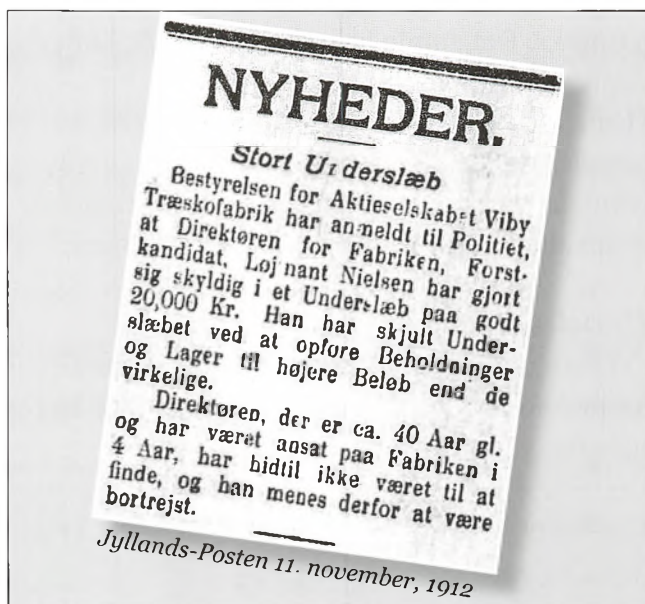 NYHEDER.
Stort Underslæb
Bestyrelsen for Aktieselskabet Viby
Træskofabrik har anmeldt til Politiet,
at Direktøren for Fabriken, Forst-
kandidat, Løjnant Nielsen har gjort
sig skyldig i et Underslæb paa godt
20,000 Kr. Han har skjult Under-
slæbet ved at opføre Beholdninger
og Lager til højere Beløb end de
virkelige.
Direktøren, der er ca. 40 Aar gl.
og har været ansat paa Fabriken i
4 Aar, har hidtil ikke været til at
finde, og han menes derfor at være
bortrejst.
Jyllands-Posten 11. november, 1912